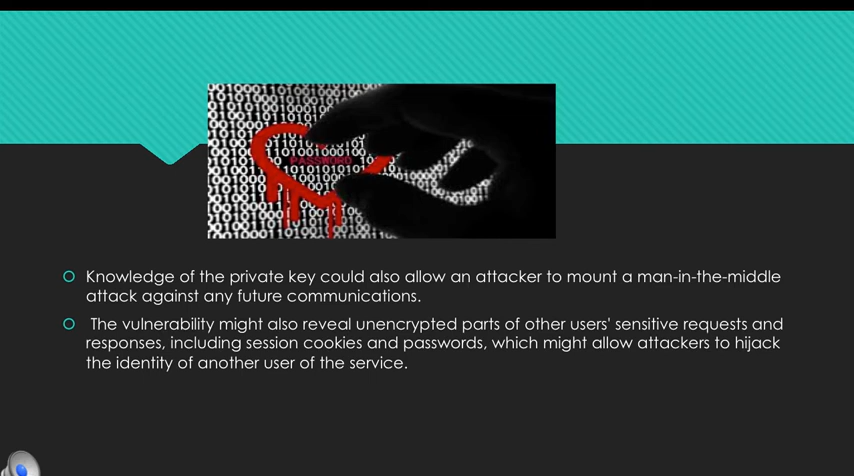 PASSWORD
Knowledge of the private key could also allow an attacker to mount a man-in-the-middle
attack against any future communications.
The vulnerability might also reveal unencrypted parts of other users' sensitive requests and
responses, including session cookies and passwords, which might allow attackers to hijack
the identity of another user of the service.